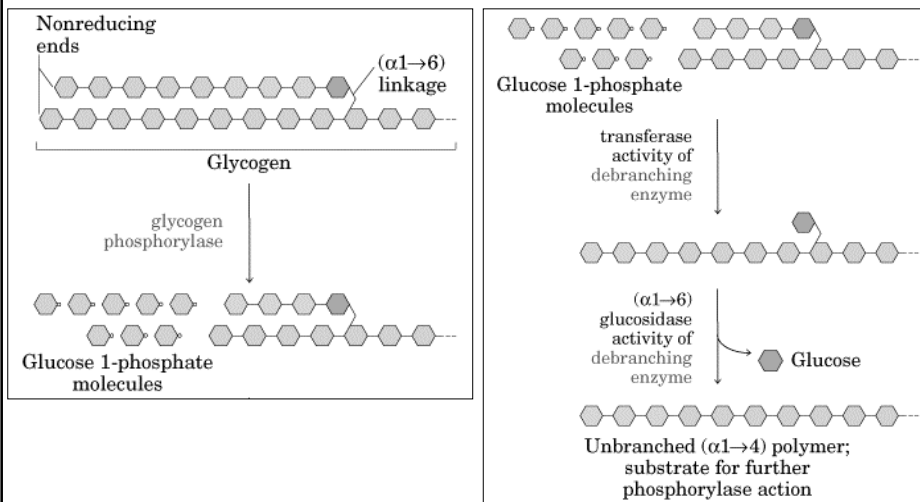 Nonreducing
ends
(α1→6)
linkage
Glycogen
glycogen
phosphorylase
Glucose 1-phosphate
molecules
Glucose 1-phosphate
molecules
transferase
activity of
debranching
enzyme
(α1→6)
glucosidase
activity of
debranching
enzyme
Glucose
Unbranched (α1→4) polymer;
substrate for further
phosphorylase action